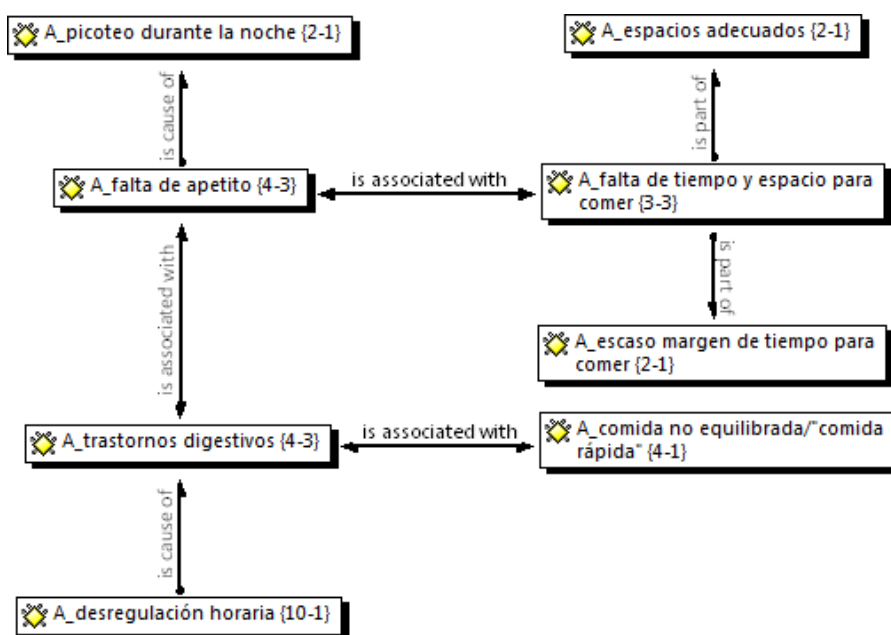 A_picoteo durante la noche {2-1}
A_espacios adecuados {2-1}
is cause of
is part of
A_falta de apetito {4-3}
is associated with
A_falta de tiempo y espacio para
comer {3-3}
is associated with
is part of
A_escaso margen de tiempo para
comer {2-1}
A_trastornos digestivos {4-3}
is associated with
A_comida no equilibrada/"comida
rápida" {4-1}
is cause of
A_desregulación horaria {10-1}